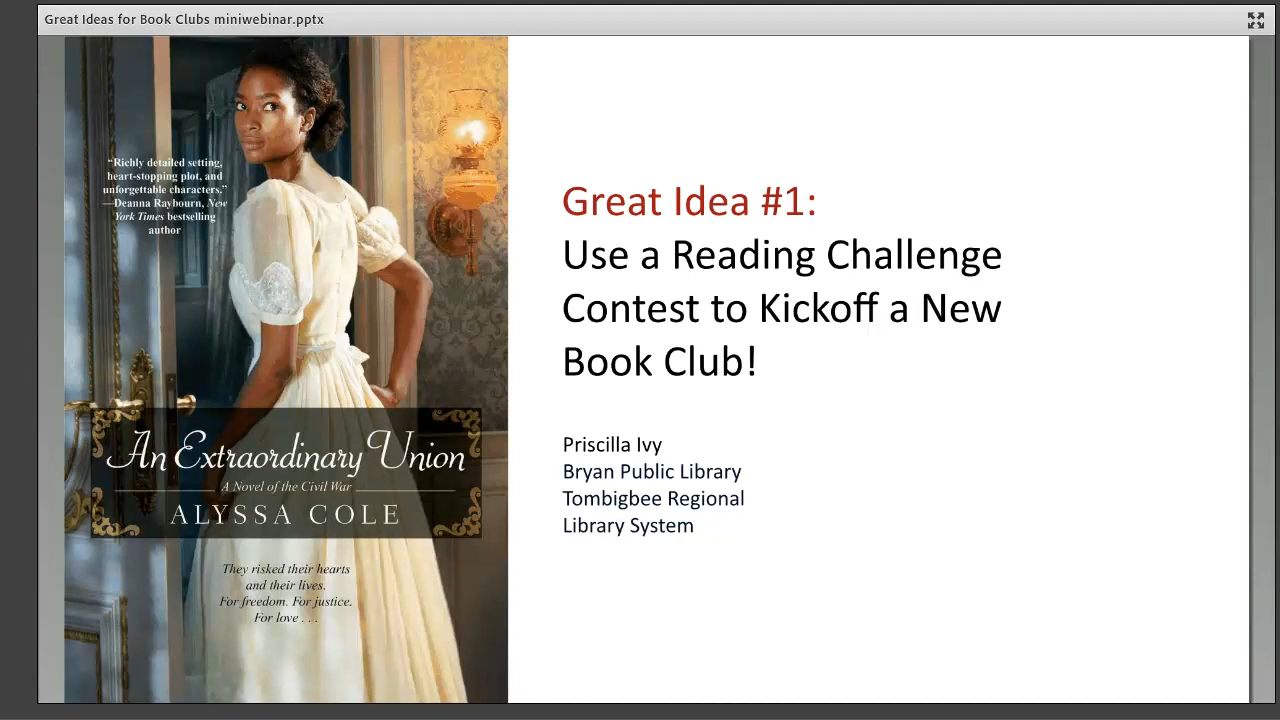 Great Ideas for Book Clubs miniwebinar.pptx
“Richly detailed setting,
heart-stopping plot, and
unforgettable characters.”
—Deanna Raybourn, New
York Times bestselling
author
An Extraordinary Union
A Novel of the Civil War
ALYSSA COLE
They risked their hearts
and their lives.
For freedom. For justice.
For love . . .
Great Idea #1:
Use a Reading Challenge
Contest to Kickoff a New
Book Club!
Priscilla Ivy
Bryan Public Library
Tombigbee Regional
Library System